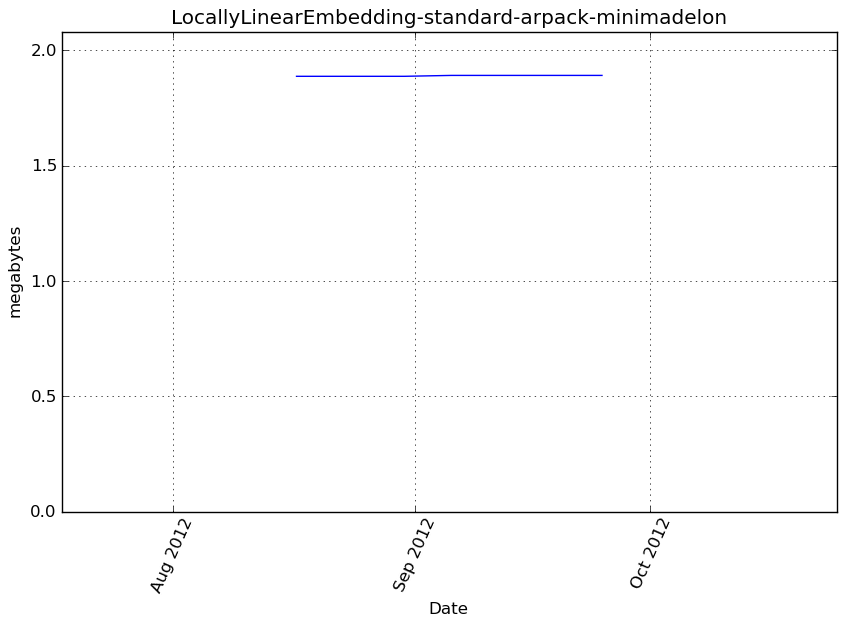 LocallyLinearEmbedding-standard-arpack-minimadelon
2.0
1.5
1.0
0.5
0.0
megabytes
Aug 2012
Sep 2012
Oct 2012
Date